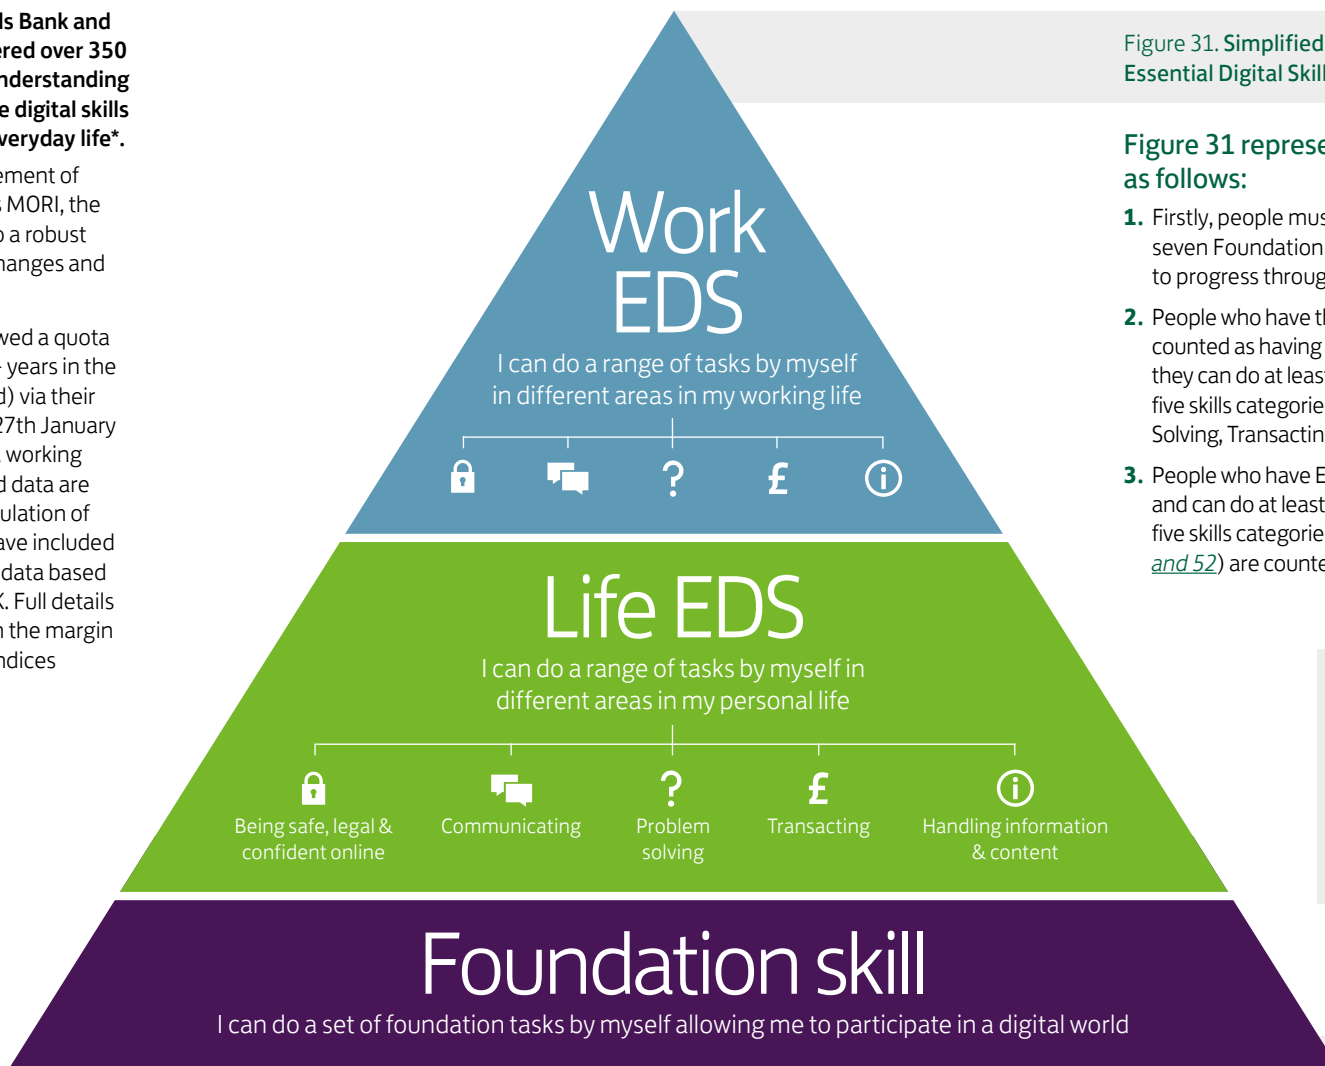 ls Bank and
ered over 350
nderstanding
e digital skills
veryday life*.
ement of
s MORI, the
o a robust
hanges and
wed a quota
years in the
d) via their
27th January
working
d data are
ulation of
ave included
data based
K. Full details
n the margin
ndices
Work
EDS
I can do a range of tasks by myself
in different areas in my working life
? £ i
Life EDS
I can do a range of tasks by myself in
different areas in my personal life
? £ i
Being safe, legal &
confident online
Communicating
Problem
solving
Transacting
Handling information
& content
Foundation skill
I can do a set of foundation tasks by myself allowing me to participate in a digital world
Figure 31. Simplified
Essential Digital Skil
Figure 31 represe
as follows:
1. Firstly, people mus
seven Foundation
to progress throug
2. People who have t
counted as having
they can do at leas
five skills categorie
Solving, Transactin
3. People who have E
and can do at least
five skills categorie
and 52) are counte